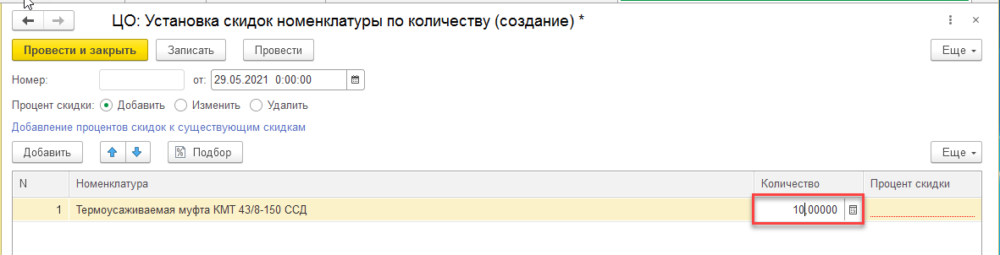 ЦО: Установка скидок номенклатуры по количеству (создание) *
Провести и закрыть Записать Провести Еще
Номер: от: 29.05.2021 0:00:00
Процент скидки: Добавить Изменить Удалить
Добавление процентов скидок к существующим скидкам
Добавить Подбор Еще
N Номенклатура Количество Процент скидки
1 Термоусаживаемая муфта КМТ 43/8-150 ССД 10,00000